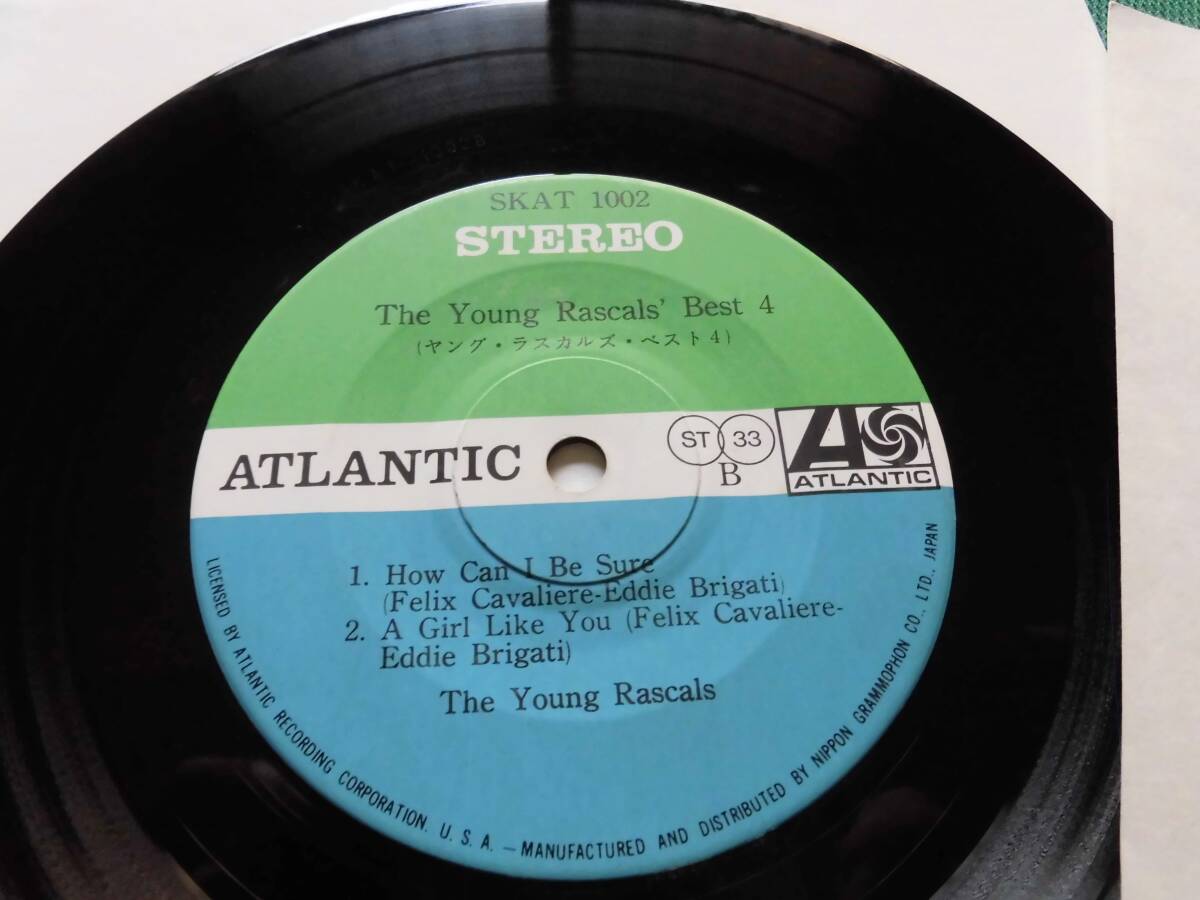 SKAT 1002
STEREO
The Young Rascals' Best 4
(ヤング・ラスカルズ・ベスト4)
ATLANTIC
ST 33
B
ATLANTIC
1. How Can I Be Sure
(Felix Cavaliere-Eddie Brigati)
2. A Girl Like You (Felix Cavaliere-
Eddie Brigati)
The Young Rascals
LICENSED BY ATLANTIC RECORDING CORPORATION. U. S. A. — MANUFACTURED AND DISTRIBUTED BY NIPPON GRAMMOPHON CO., LTD., JAPAN